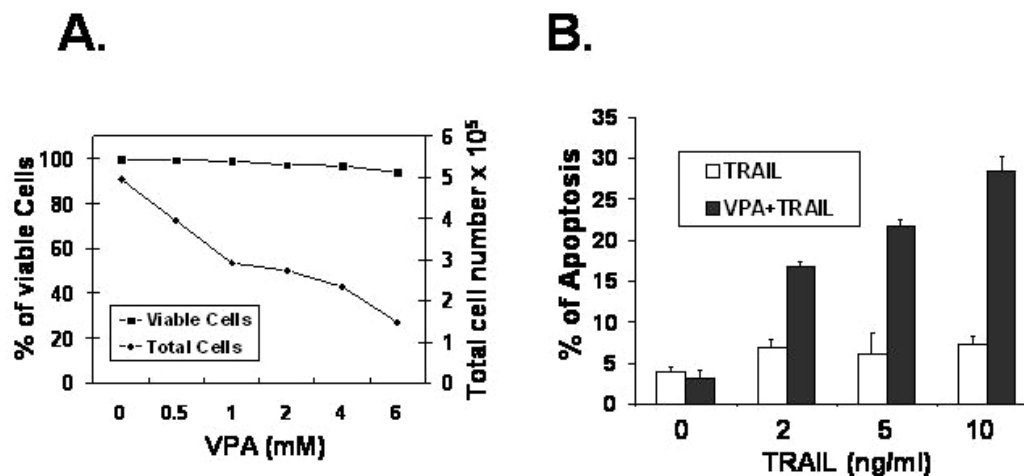 A.
% of viable Cells
100
80
60
40
20
0
Viable Cells
Total Cells
6
5
4
3
2
1
0
Total cell number x 10⁵
0 0.5 1 2 4 6
VPA (mM)
B.
% of Apoptosis
35
30
25
20
15
10
5
0
TRAIL
VPA+TRAIL
0 2 5 10
TRAIL (ng/ml)